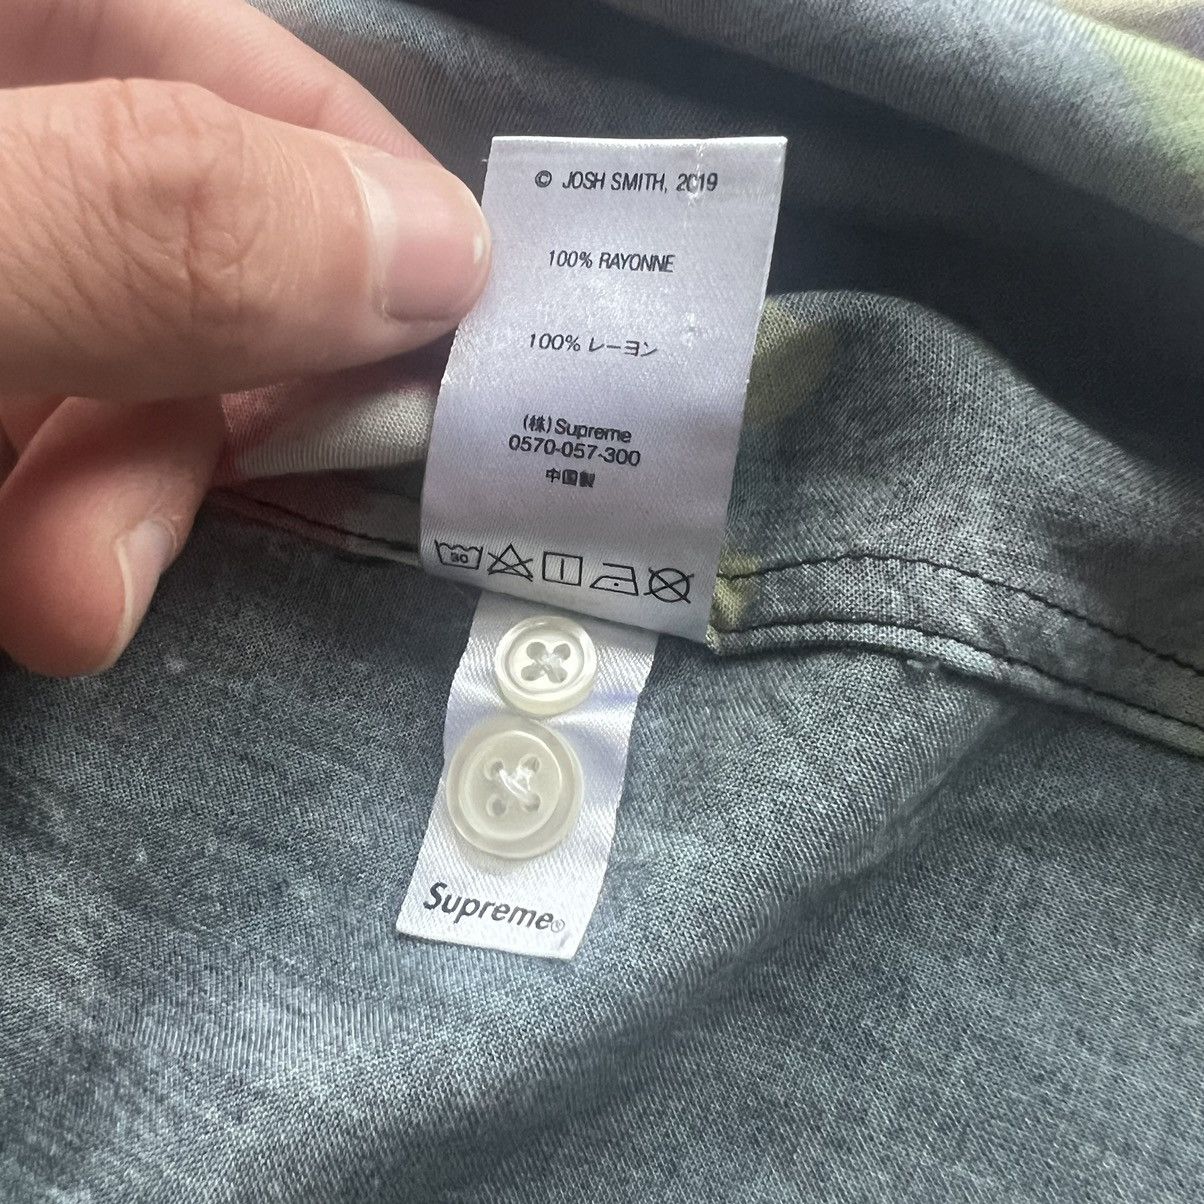 © JOSH SMITH, 2019
100% RAYONNE
100% レーヨン
(株)Supreme
0570-057-300
中国製
30
Supreme®